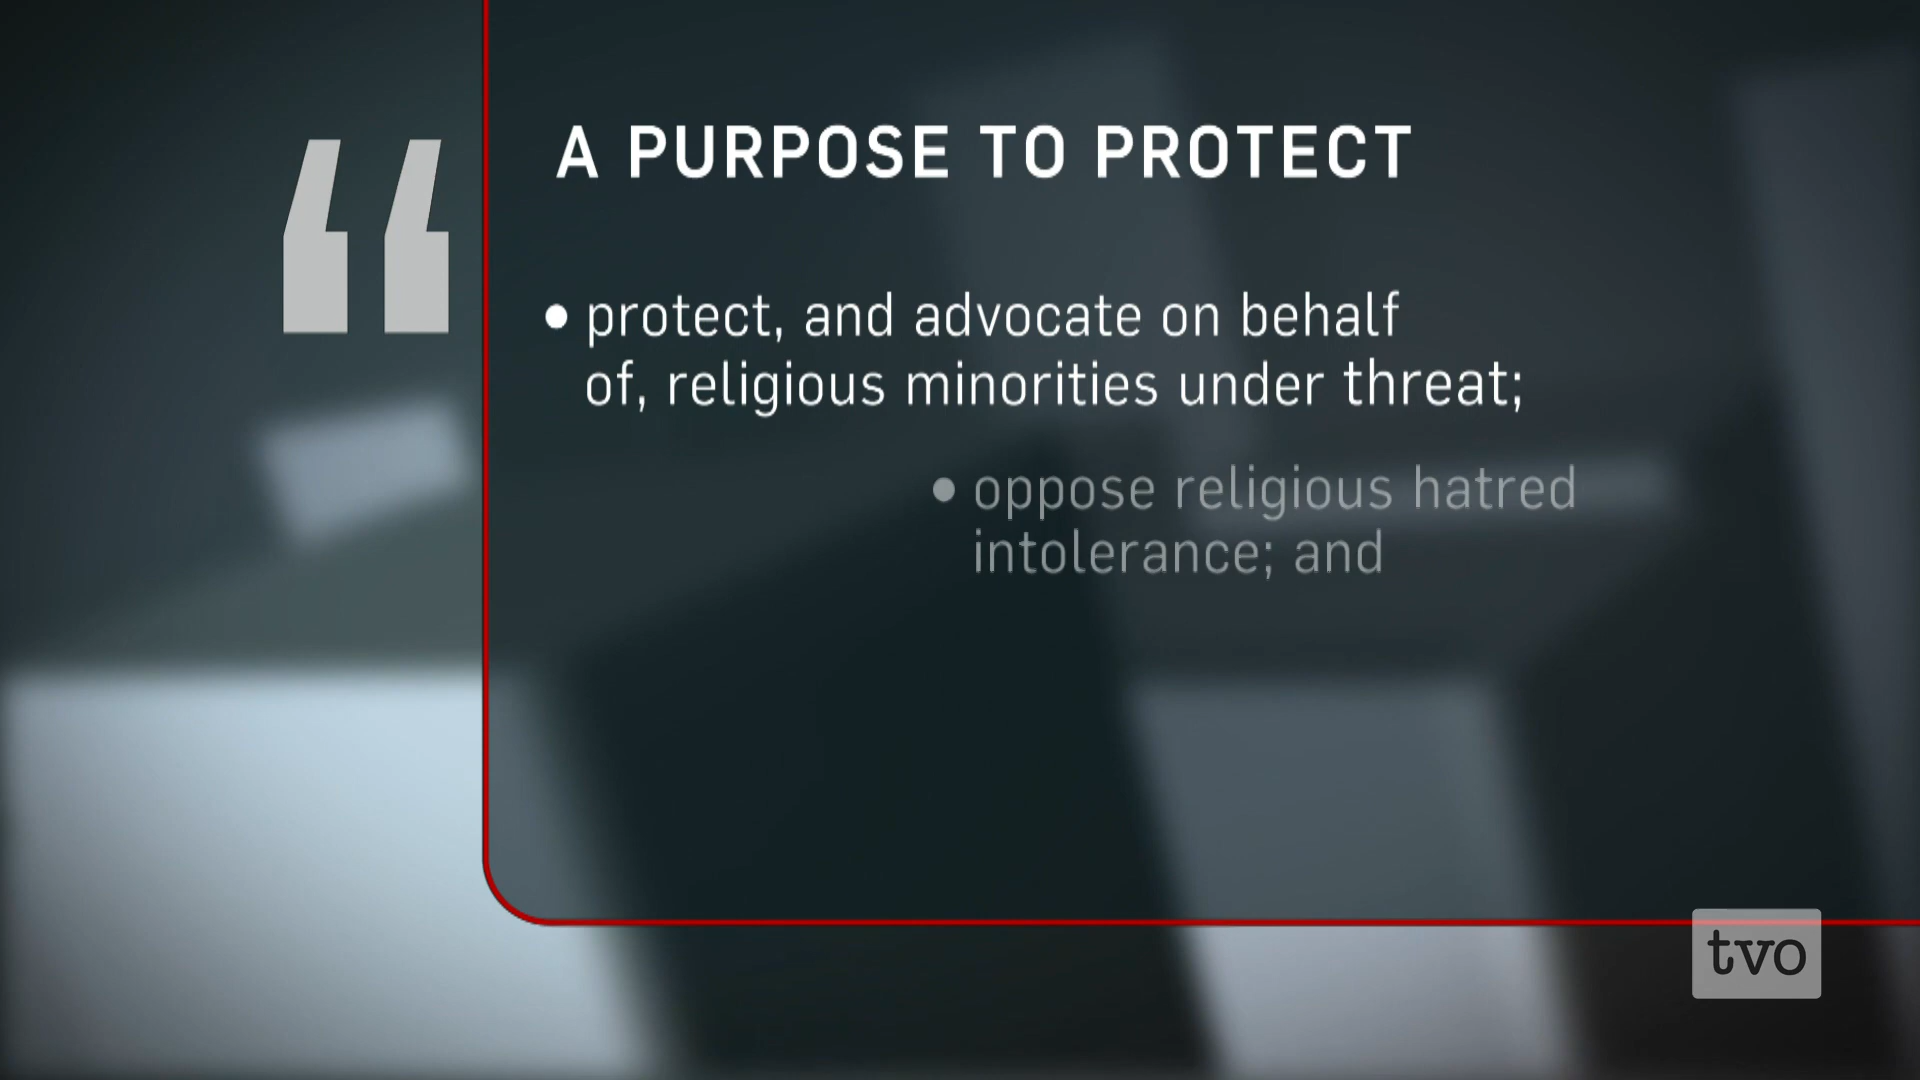 “
A PURPOSE TO PROTECT
• protect, and advocate on behalf
of, religious minorities under threat;
• oppose religious hatred
intolerance; and
tvo